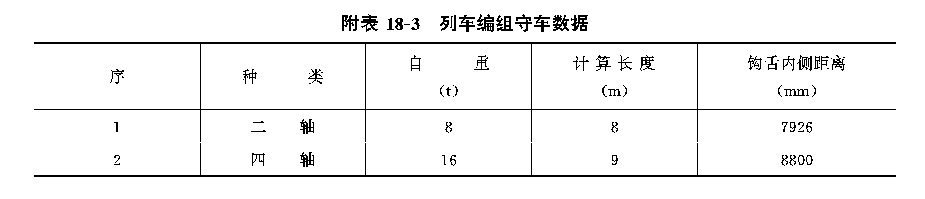 附表 18-3 列车编组守车数据
序 种 类 自 重 (t) 计算长度 (m) 钩舌内侧距离 (mm)
1 二 轴 8 8 7926
2 四 轴 16 9 8800